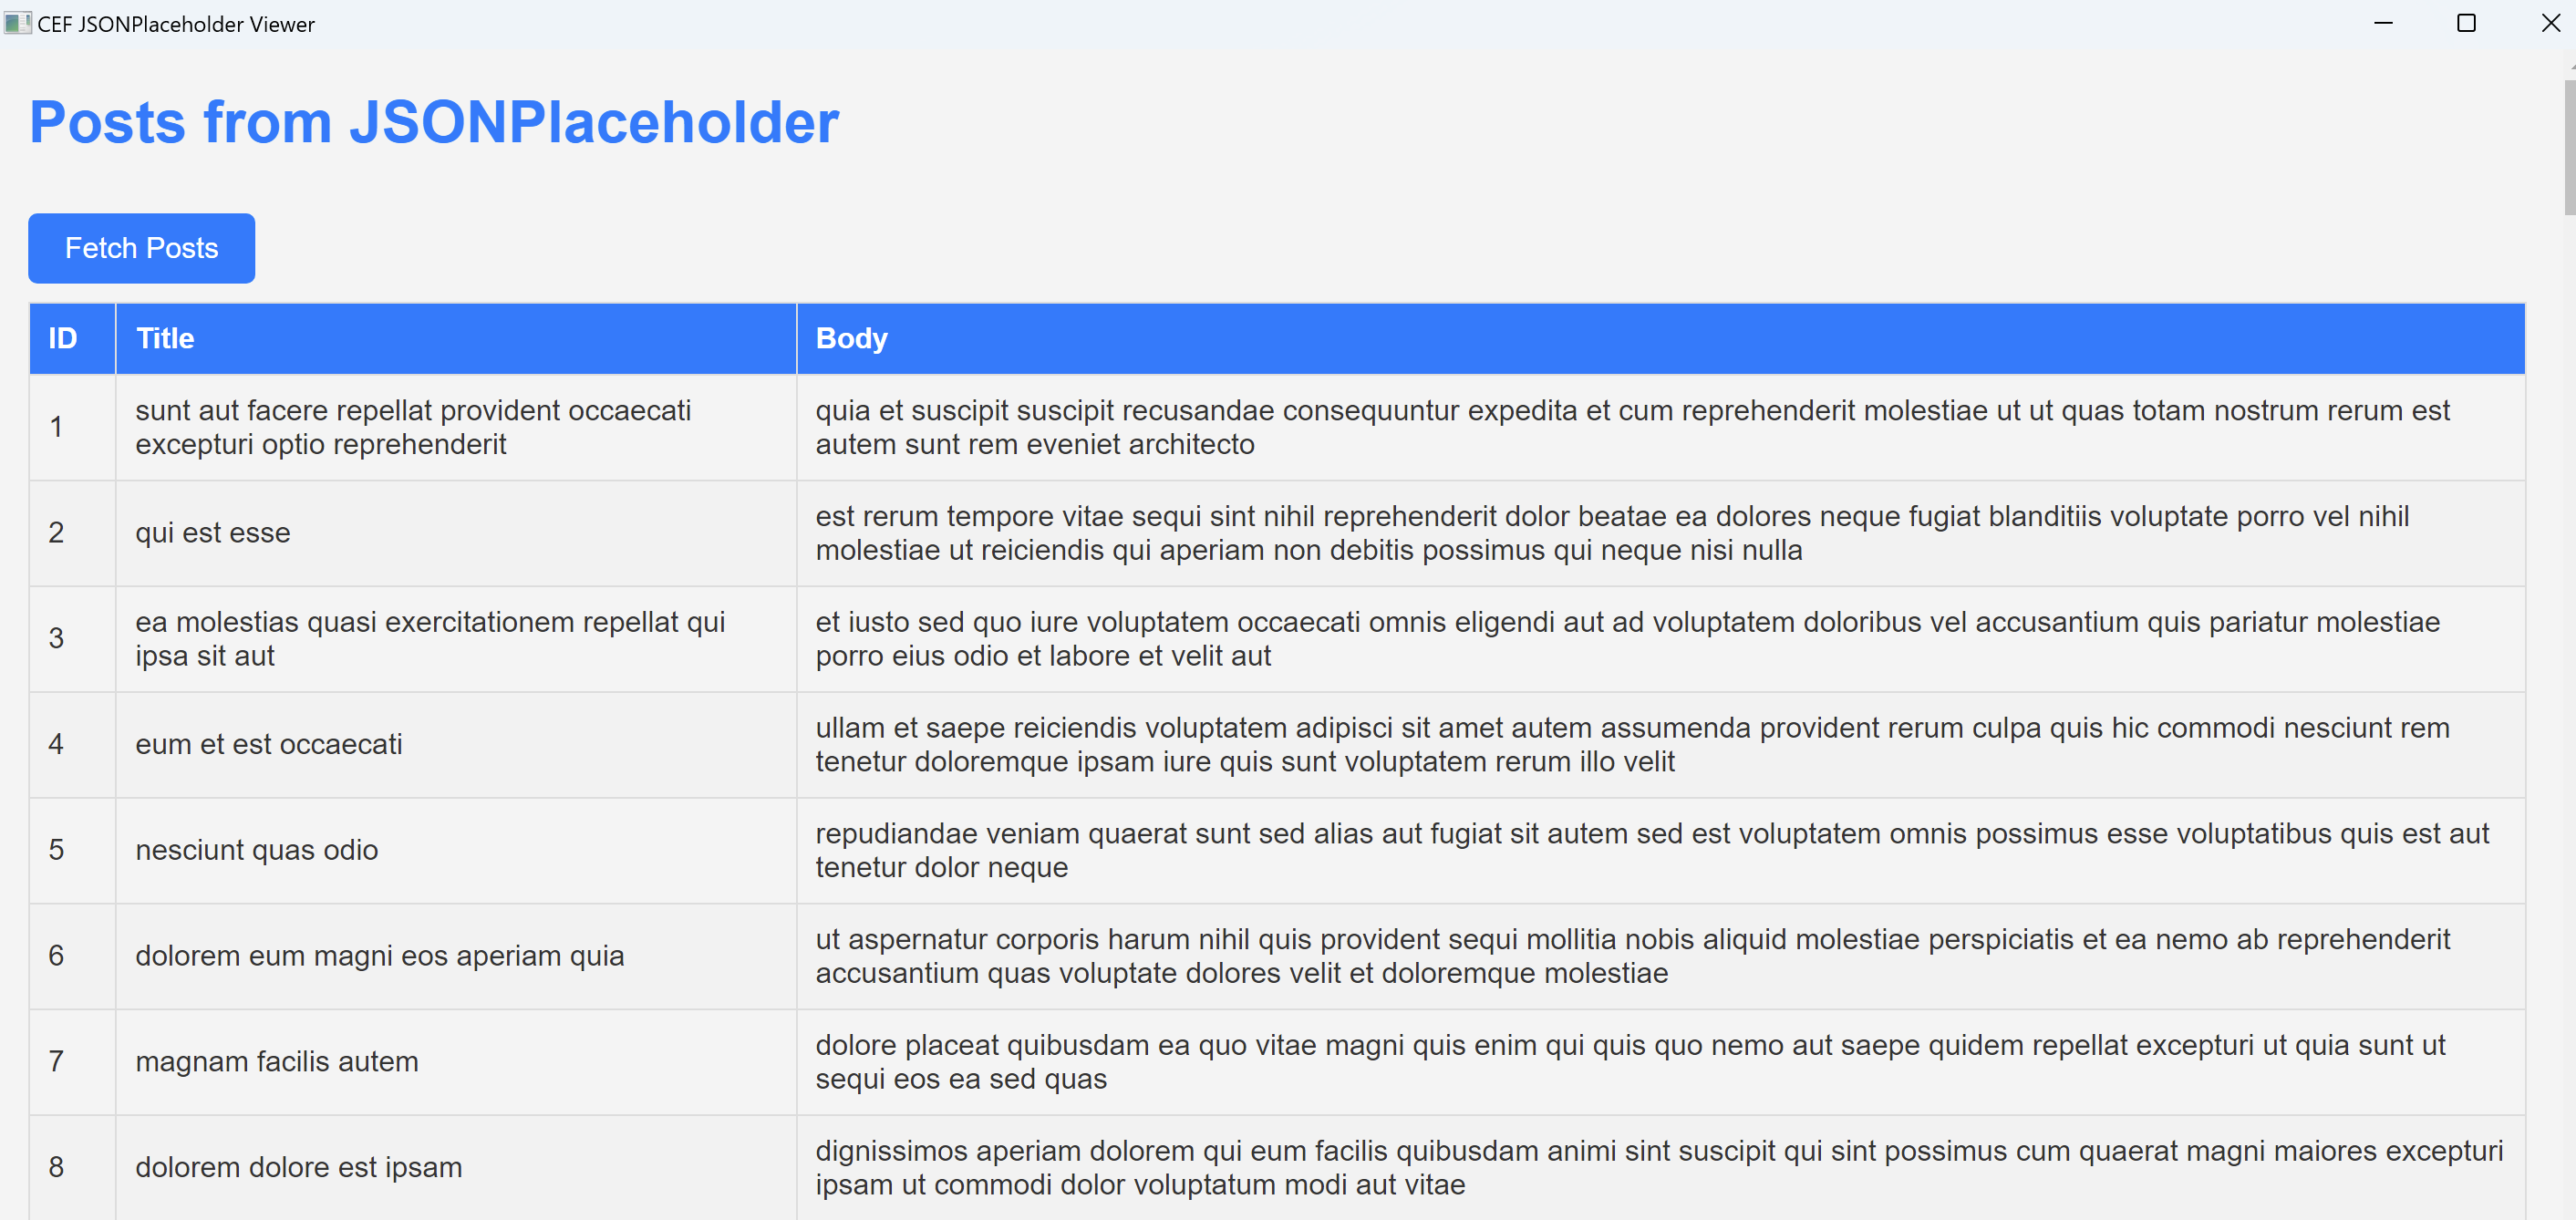 CEF JSONPlaceholder Viewer
Posts from JSONPlaceholder
Fetch Posts
ID Title Body
1 sunt aut facere repellat provident occaecati
excepturi optio reprehenderit
quia et suscipit suscipit recusandae consequuntur expedita et cum reprehenderit molestiae ut ut quas totam nostrum rerum est
autem sunt rem eveniet architecto
2 qui est esse
est rerum tempore vitae sequi sint nihil reprehenderit dolor beatae ea dolores neque fugiat blanditiis voluptate porro vel nihil
molestiae ut reiciendis qui aperiam non debitis possimus qui neque nisi nulla
3 ea molestias quasi exercitationem repellat qui
ipsa sit aut
et iusto sed quo iure voluptatem occaecati omnis eligendi aut ad voluptatem doloribus vel accusantium quis pariatur molestiae
porro eius odio et labore et velit aut
4 eum et est occaecati
ullam et saepe reiciendis voluptatem adipisci sit amet autem assumenda provident rerum culpa quis hic commodi nesciunt rem
tenetur doloremque ipsam iure quis sunt voluptatem rerum illo velit
5 nesciunt quas odio
repudiandae veniam quaerat sunt sed alias aut fugiat sit autem sed est voluptatem omnis possimus esse voluptatibus quis est aut
tenetur dolor neque
6 dolorem eum magni eos aperiam quia
ut aspernatur corporis harum nihil quis provident sequi mollitia nobis aliquid molestiae perspiciatis et ea nemo ab reprehenderit
accusantium quas voluptate dolores velit et doloremque molestiae
7 magnam facilis autem
dolore placeat quibusdam ea quo vitae magni quis enim qui quis quo nemo aut saepe quidem repellat excepturi ut quia sunt ut
sequi eos ea sed quas
8 dolorem dolore est ipsam
dignissimos aperiam dolorem qui eum facilis quibusdam animi sint suscipit qui sint possimus cum quaerat magni maiores excepturi
ipsam ut commodi dolor voluptatum modi aut vitae